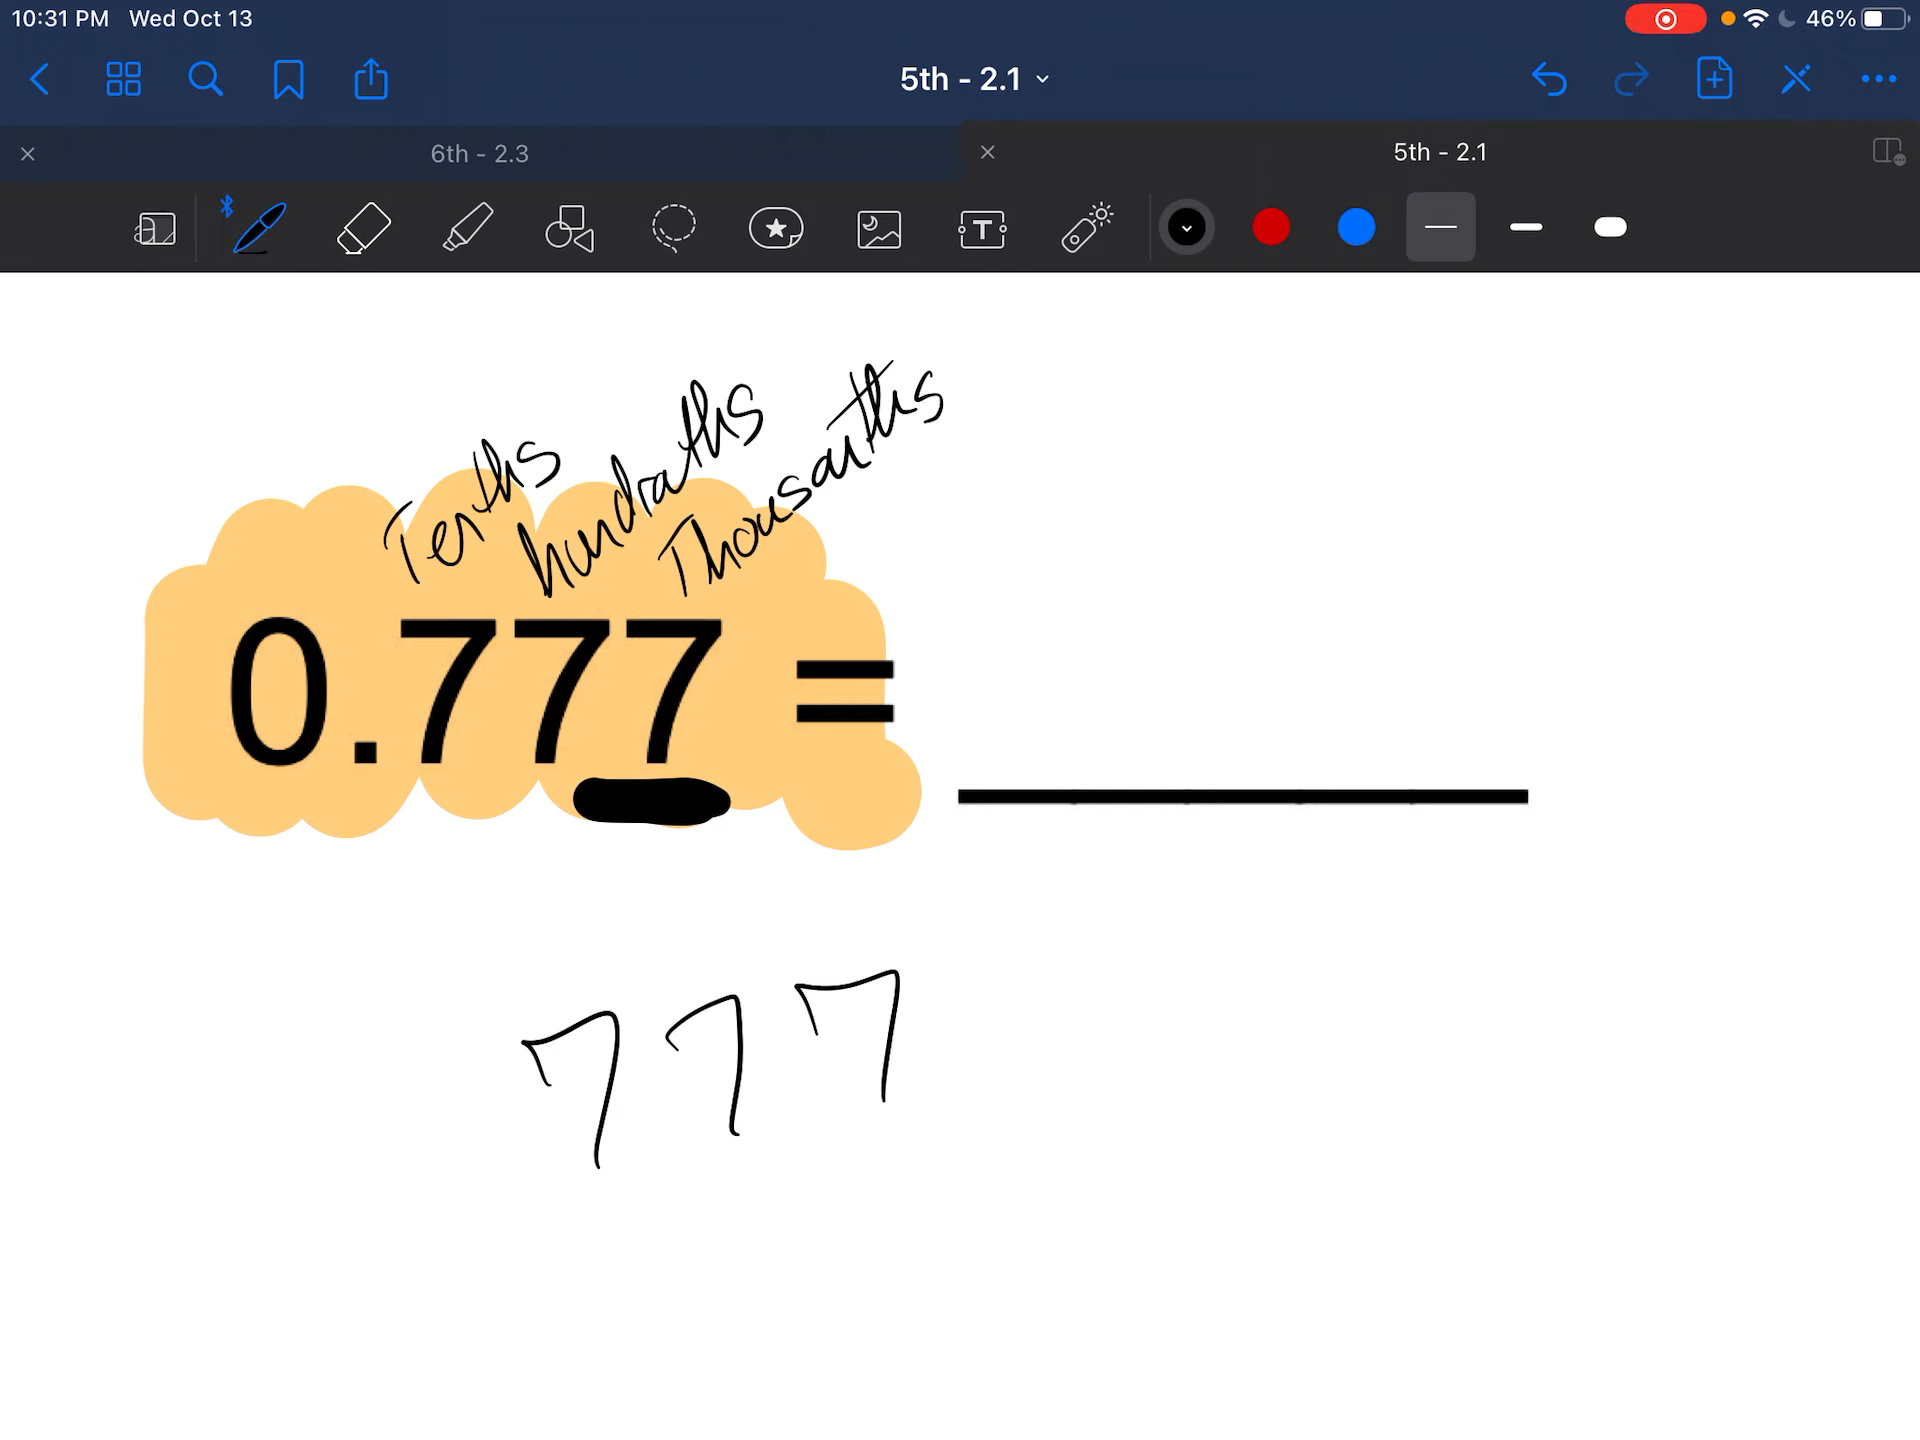 10:31 PM Wed Oct 13 46%
5th - 2.1
6th - 2.3 5th - 2.1
Tenths hundraths Thousanths
0.777 =
777